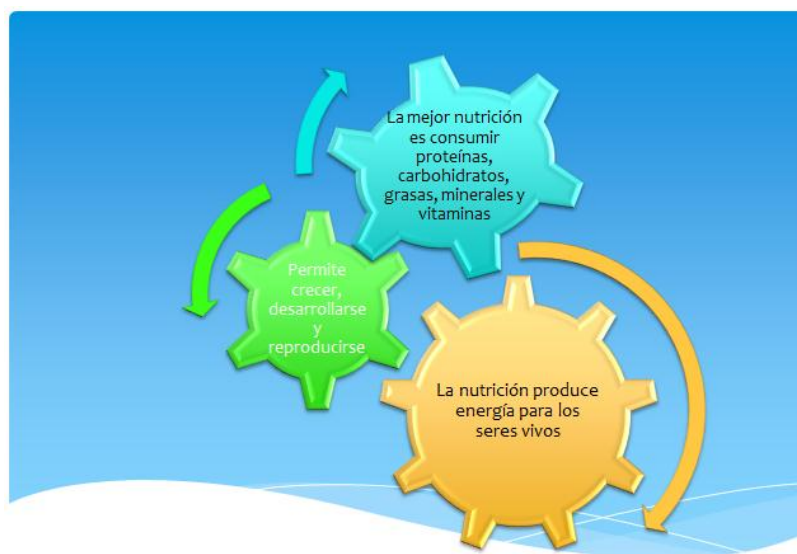 La mejor nutrición
es consumir
proteínas,
carbohidratos,
grasas, minerales y
vitaminas
Permite
crecer,
desarrollarse
y
reproducirse
La nutrición produce
energía para los
seres vivos